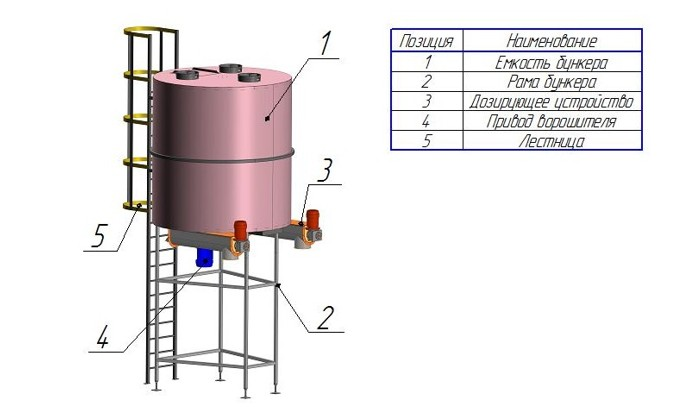 1
Позиция Наименование
1 Емкость бункера
2 Рама бункера
3 Дозирующее устройство
4 Привод ворошителя
5 Лестница
3
5
4
2